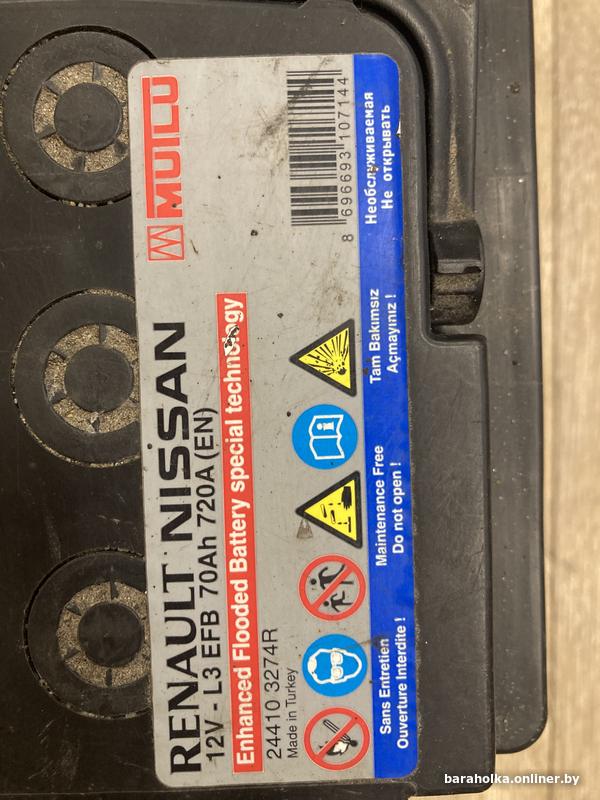 MUTLU
RENAULT NISSAN
12V - L3 EFB 70Ah 720A (EN)
Enhanced Flooded Battery special technology
24410 3274R
Made in Turkey
8 696693 107144
Sans Entretien
Ouverture Interdite !
Maintenance Free
Do not open !
Tam Bakımsız
Açmayınız !
Необслуживаемая
Не открывать
baraholka.onliner.by